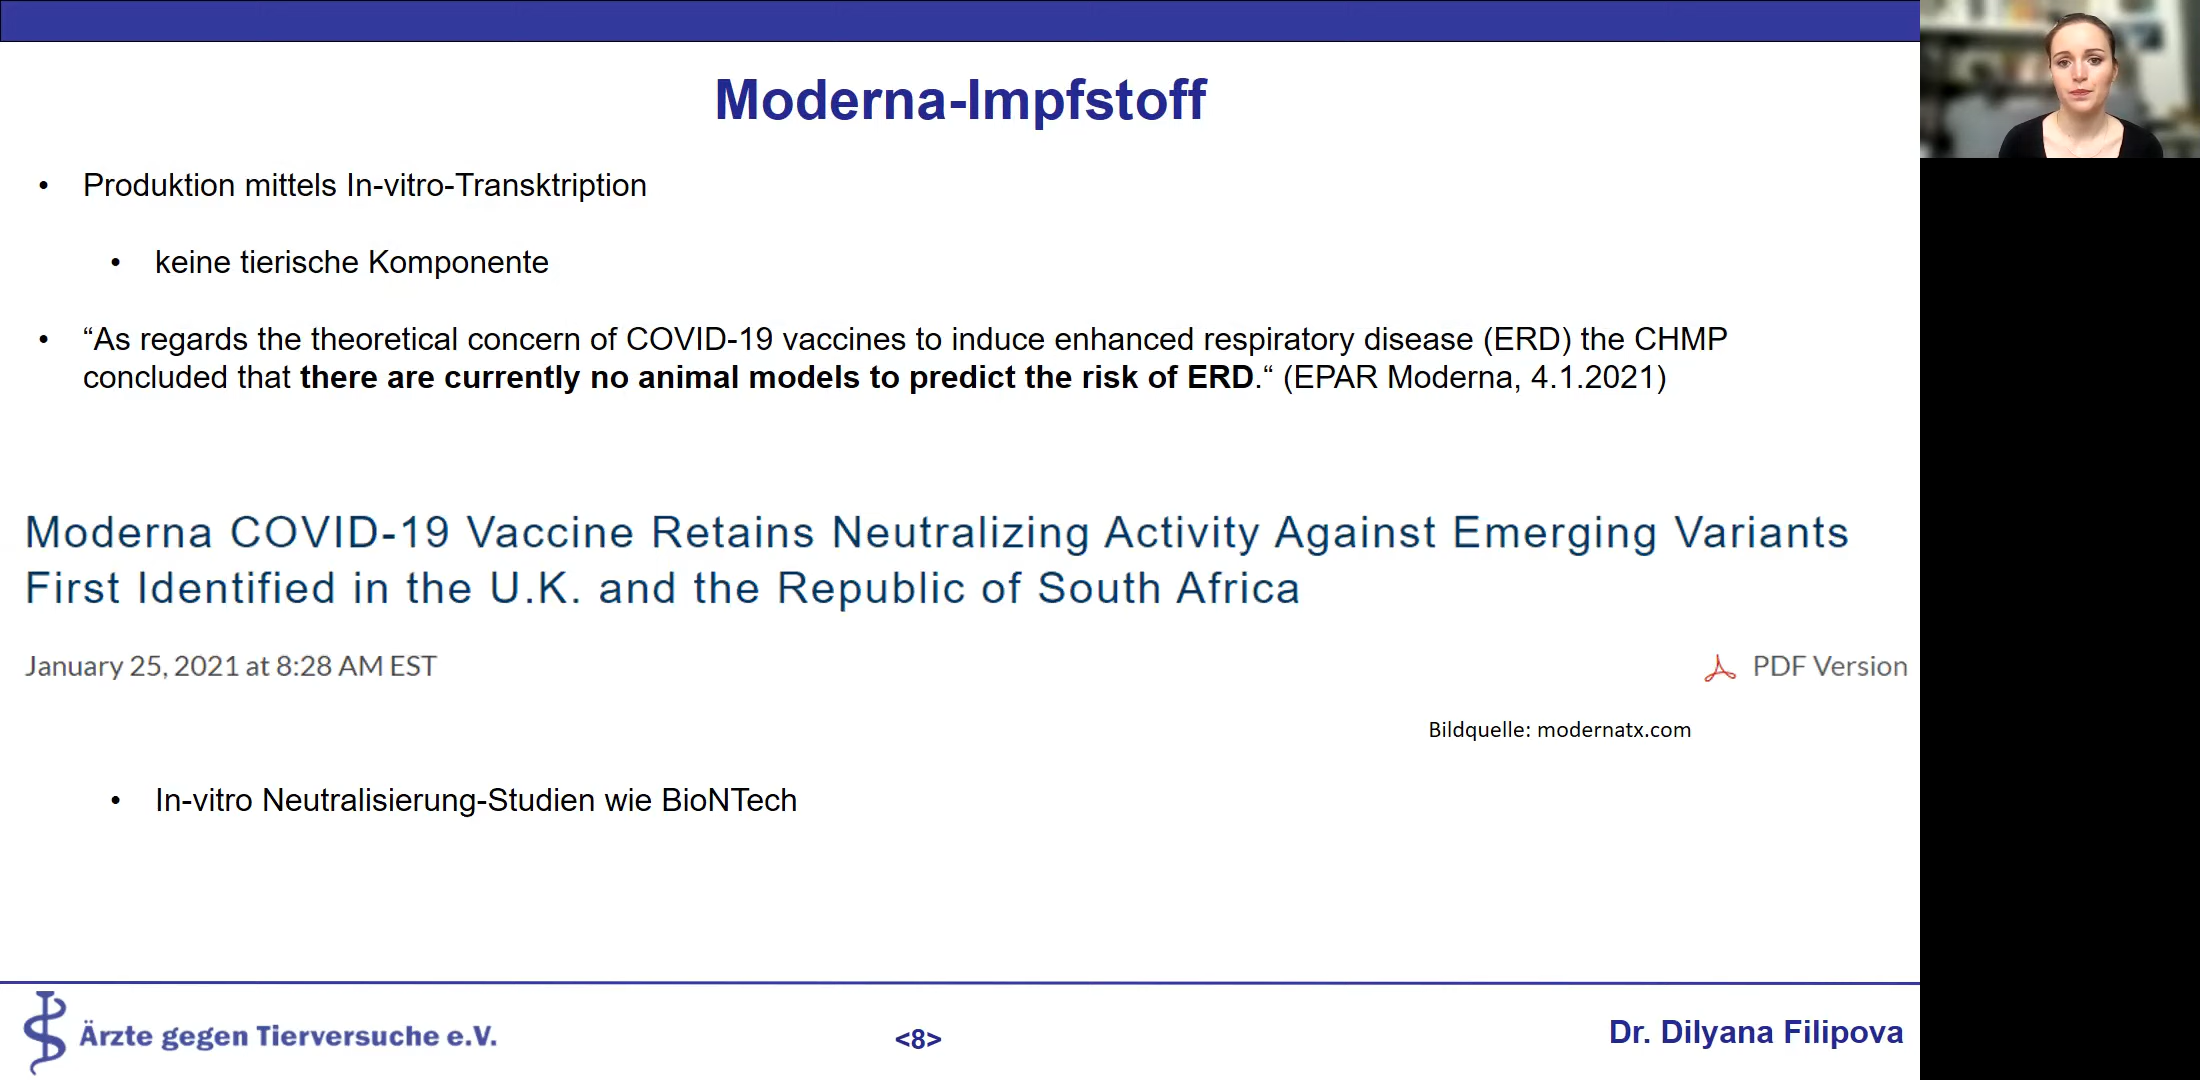 Moderna-Impfstoff
• Produktion mittels In-vitro-Transktription
• keine tierische Komponente
• “As regards the theoretical concern of COVID-19 vaccines to induce enhanced respiratory disease (ERD) the CHMP
concluded that there are currently no animal models to predict the risk of ERD.“ (EPAR Moderna, 4.1.2021)
Moderna COVID-19 Vaccine Retains Neutralizing Activity Against Emerging Variants
First Identified in the U.K. and the Republic of South Africa
January 25, 2021 at 8:28 AM EST
PDF Version
Bildquelle: modernatx.com
• In-vitro Neutralisierung-Studien wie BioNTech
Ärzte gegen Tierversuche e.V.
<8>
Dr. Dilyana Filipova